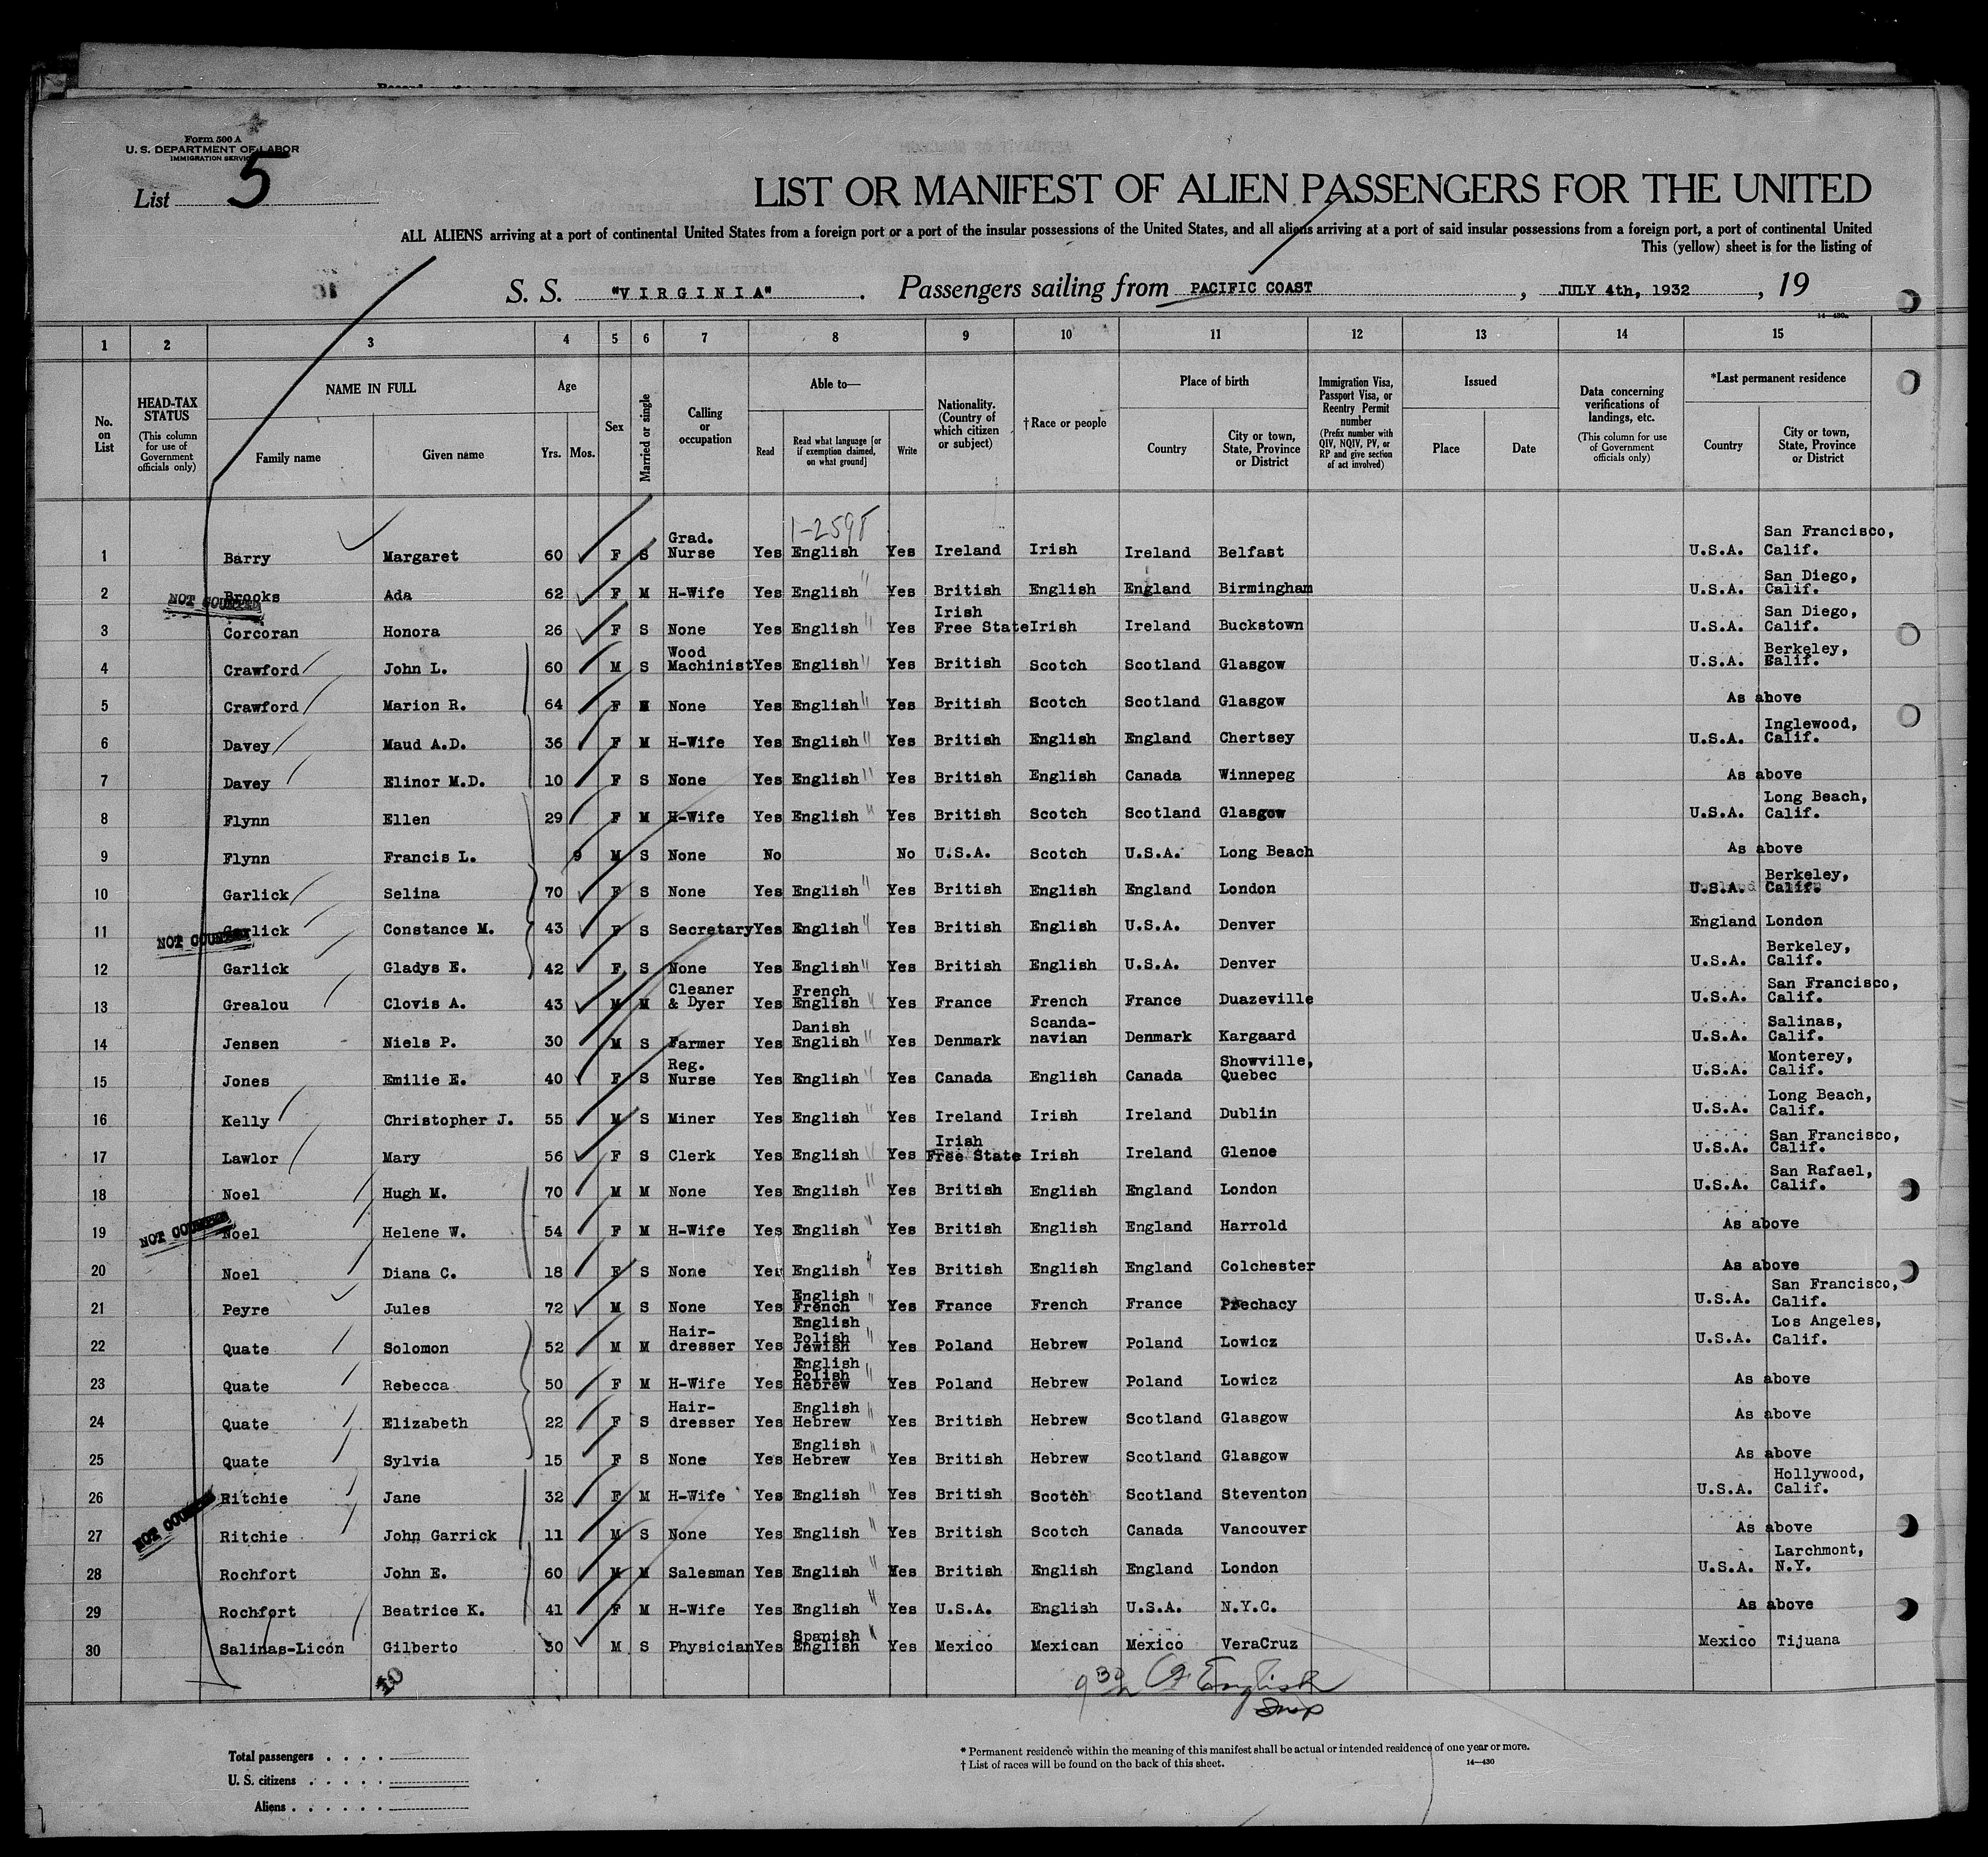 Form 500 A
U. S. DEPARTMENT OF LABOR
IMMIGRATION SERVICE
List 5
LIST OR MANIFEST OF ALIEN PASSENGERS FOR THE UNITED
ALL ALIENS arriving at a port of continental United States from a foreign port or a port of the insular possessions of the United States, and all aliens arriving at a port of said insular possessions from a foreign port, a port of continental United
This (yellow) sheet is for the listing of
S. S. "VIRGINIA". Passengers sailing from PACIFIC COAST, JULY 4th, 1932, 19
14—430a
1 2 3 4 5 6 7 8 9 10 11 12 13 14 15
No. on List
HEAD-TAX STATUS (This column for use of Government officials only)
NAME IN FULL
Family name Given name
Age
Yrs. Mos.
Sex
Married or single
Calling or occupation
Able to—
Read
Read what language [or if exemption claimed, on what ground]
Write
Nationality. (Country of which citizen or subject)
†Race or people
Place of birth
Country City or town, State, Province or District
Immigration Visa, Passport Visa, or Reentry Permit number (Prefix number with QIV, NQIV, PV, or RP and give section of act involved)
Issued
Place Date
Data concerning verifications of landings, etc. (This column for use of Government officials only)
*Last permanent residence
Country City or town, State, Province or District
1-2598
1 Barry Margaret 60 F S Grad. Nurse Yes English Yes Ireland Irish Ireland Belfast U.S.A. San Francisco, Calif.
2 Brooks Ada 62 F M H-Wife Yes English " Yes British English England Birmingham U.S.A. San Diego, Calif.
NOT COUNTED
3 Corcoran Honora 26 F S None Yes English " Yes Irish Free State Irish Ireland Buckstown U.S.A. San Diego, Calif.
4 Crawford John L. 60 M S Wood Machinist Yes English " Yes British Scotch Scotland Glasgow U.S.A. Berkeley, Calif.
5 Crawford Marion R. 64 F None Yes English " Yes British Scotch Scotland Glasgow As above
6 Davey Maud A.D. 36 F M H-Wife Yes English " Yes British English England Chertsey U.S.A. Inglewood, Calif.
7 Davey Elinor M.D. 10 F S None Yes English " Yes British English Canada Winnepeg As above
8 Flynn Ellen 29 F M H-Wife Yes English " Yes British Scotch Scotland Glasgow U.S.A. Long Beach, Calif.
9 Flynn Francis L. 9 M S None No No U.S.A. Scotch U.S.A. Long Beach As above
10 Garlick Selina 70 F S None Yes English " Yes British English England London U.S.A. Berkeley, Calif.
11 Garlick Constance M. 43 F S Secretary Yes English " Yes British English U.S.A. Denver England London
NOT COUNTED
12 Garlick Gladys E. 42 F S None Yes English " Yes British English U.S.A. Denver U.S.A. Berkeley, Calif.
13 Grealou Clovis A. 43 M M Cleaner & Dyer Yes French English " Yes France French France Duazeville U.S.A. San Francisco, Calif.
14 Jensen Niels P. 30 M S Farmer Yes Danish English " Yes Denmark Scanda-navian Denmark Kargaard U.S.A. Salinas, Calif.
15 Jones Emilie E. 40 F S Reg. Nurse Yes English " Yes Canada English Canada Showville, Quebec U.S.A. Monterey, Calif.
16 Kelly Christopher J. 55 M S Miner Yes English " Yes Ireland Irish Ireland Dublin U.S.A. Long Beach, Calif.
17 Lawlor Mary 56 F S Clerk Yes English " Yes Irish Free State Irish Ireland Glenoe U.S.A. San Francisco, Calif.
18 Noel Hugh M. 70 M M None Yes English " Yes British English England London U.S.A. San Rafael, Calif.
19 Noel Helene W. 54 F M H-Wife Yes English " Yes British English England Harrold As above
NOT COUNTED
20 Noel Diana C. 18 F S None Yes English " Yes British English England Colchester As above
21 Peyre Jules 72 M S None Yes English French " Yes France French France Prechacy U.S.A. San Francisco, Calif.
22 Quate Solomon 52 M M Hair-dresser Yes English Polish Jewish " Yes Poland Hebrew Poland Lowicz U.S.A. Los Angeles, Calif.
23 Quate Rebecca 50 F M H-Wife Yes English Polish Hebrew " Yes Poland Hebrew Poland Lowicz As above
24 Quate Elizabeth 22 F S Hair-dresser Yes English Hebrew " Yes British Hebrew Scotland Glasgow As above
25 Quate Sylvia 15 F S None Yes English Hebrew " Yes British Hebrew Scotland Glasgow As above
26 Ritchie Jane 32 F M H-Wife Yes English " Yes British Scotch Scotland Steventon U.S.A. Hollywood, Calif.
NOT COUNTED
27 Ritchie John Garrick 11 M S None Yes English " Yes British Scotch Canada Vancouver As above
28 Rochfort John E. 60 M M Salesman Yes English " Yes British English England London U.S.A. Larchmont, N.Y.
29 Rochfort Beatrice K. 41 F M H-Wife Yes English " Yes U.S.A. English U.S.A. N.Y.C. As above
30 Salinas-Licon Gilberto 30 M S Physician Yes Spanish English " Yes Mexico Mexican Mexico VeraCruz Mexico Tijuana
10
English
Insp
Total passengers
U. S. citizens
Aliens
* Permanent residence within the meaning of this manifest shall be actual or intended residence of one year or more.
† List of races will be found on the back of this sheet.
14—430